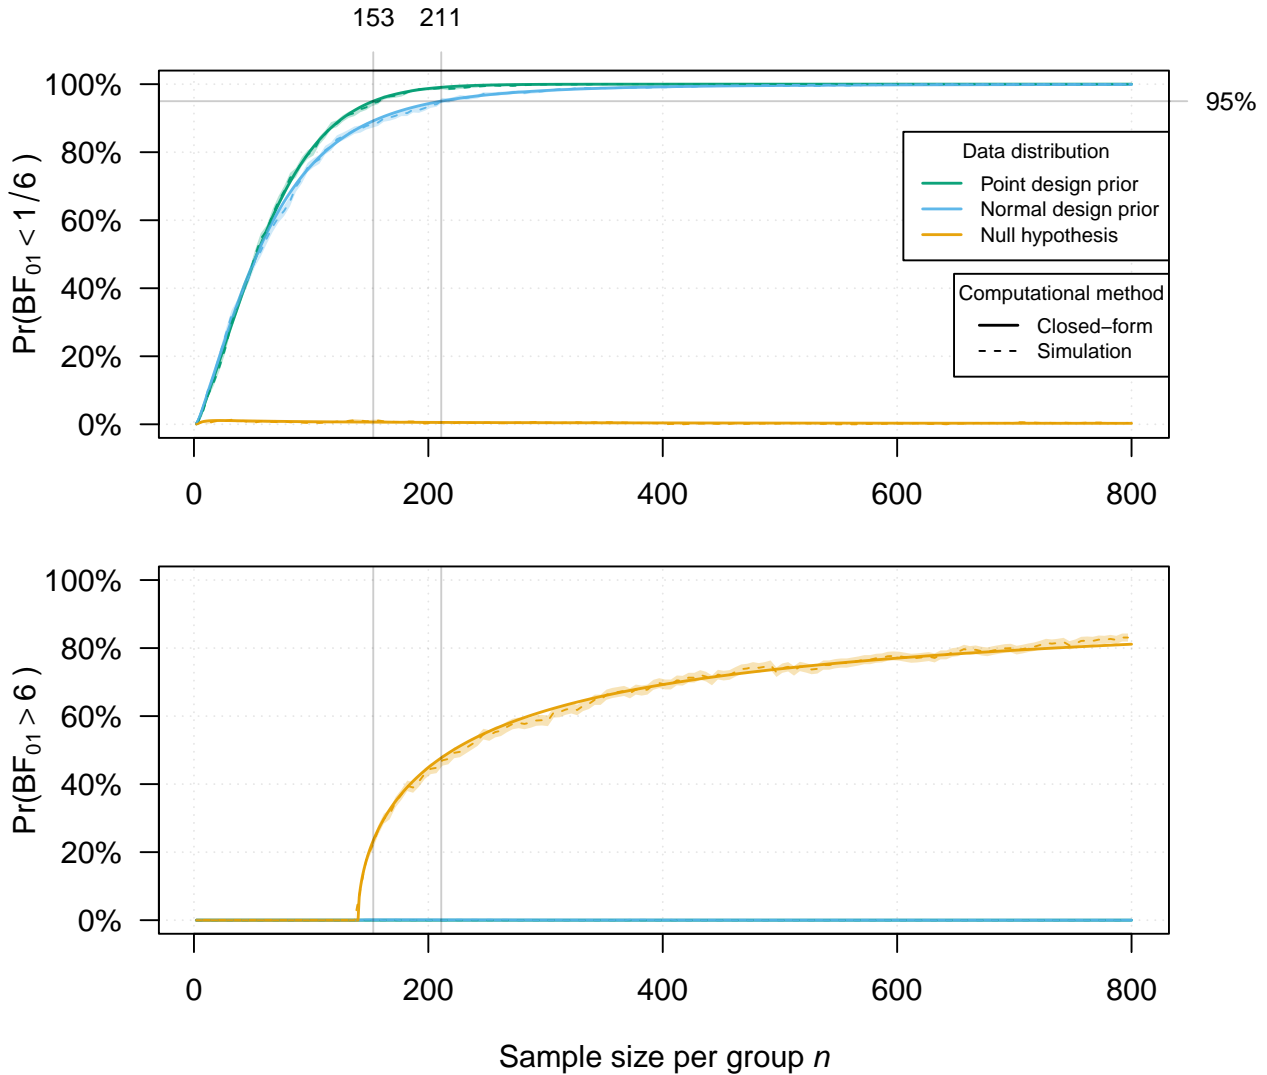 153 211
Pr(BF01 < 1/6 )
100%
80%
60%
40%
20%
0%
95%
Data distribution
Point design prior
Normal design prior
Null hypothesis
Computational method
Closed−form
Simulation
0 200 400 600 800
Pr(BF01 > 6 )
100%
80%
60%
40%
20%
0%
0 200 400 600 800
Sample size per group n